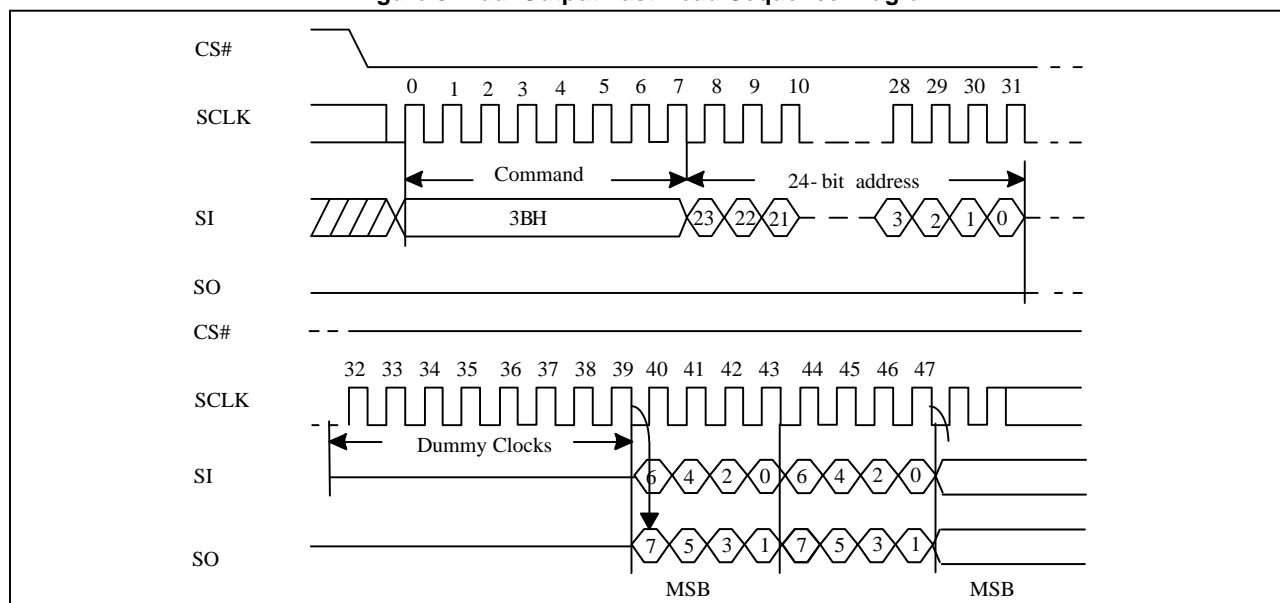 CS#
0 1 2 3 4 5 6 7 8 9 10 28 29 30 31
SCLK
Command 24- bit address
SI 3BH 23 22 21 3 2 1 0
SO
CS#
32 33 34 35 36 37 38 39 40 41 42 43 44 45 46 47
SCLK
Dummy Clocks
SI 6 4 2 0 6 4 2 0
SO 7 5 3 1 7 5 3 1
MSB MSB